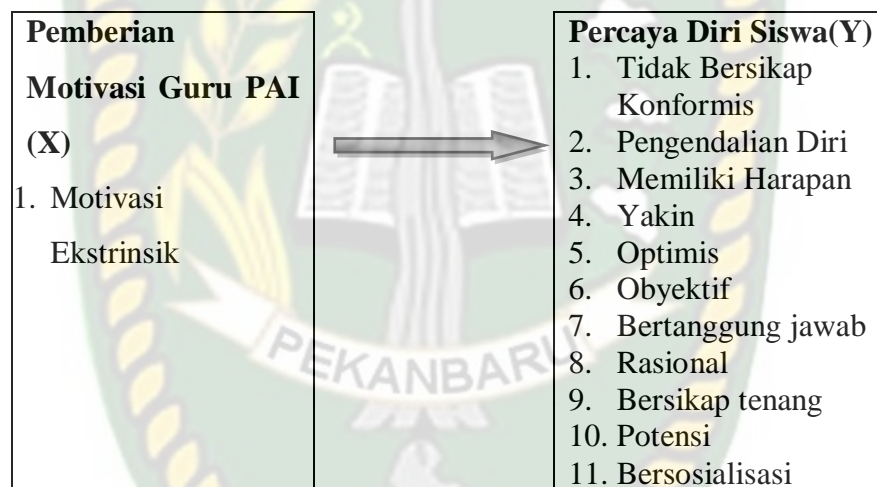 Pemberian
Motivasi Guru PAI
(X)
1. Motivasi
Ekstrinsik
Percaya Diri Siswa(Y)
1. Tidak Bersikap
Konformis
2. Pengendalian Diri
3. Memiliki Harapan
4. Yakin
5. Optimis
6. Obyektif
7. Bertanggung jawab
8. Rasional
9. Bersikap tenang
10. Potensi
11. Bersosialisasi
PEKANBARU